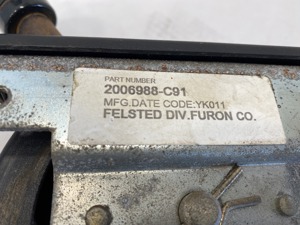 PART NUMBER
2006988-C91
MFG.DATE CODE:YK011
FELSTED DIV.FURON CO.